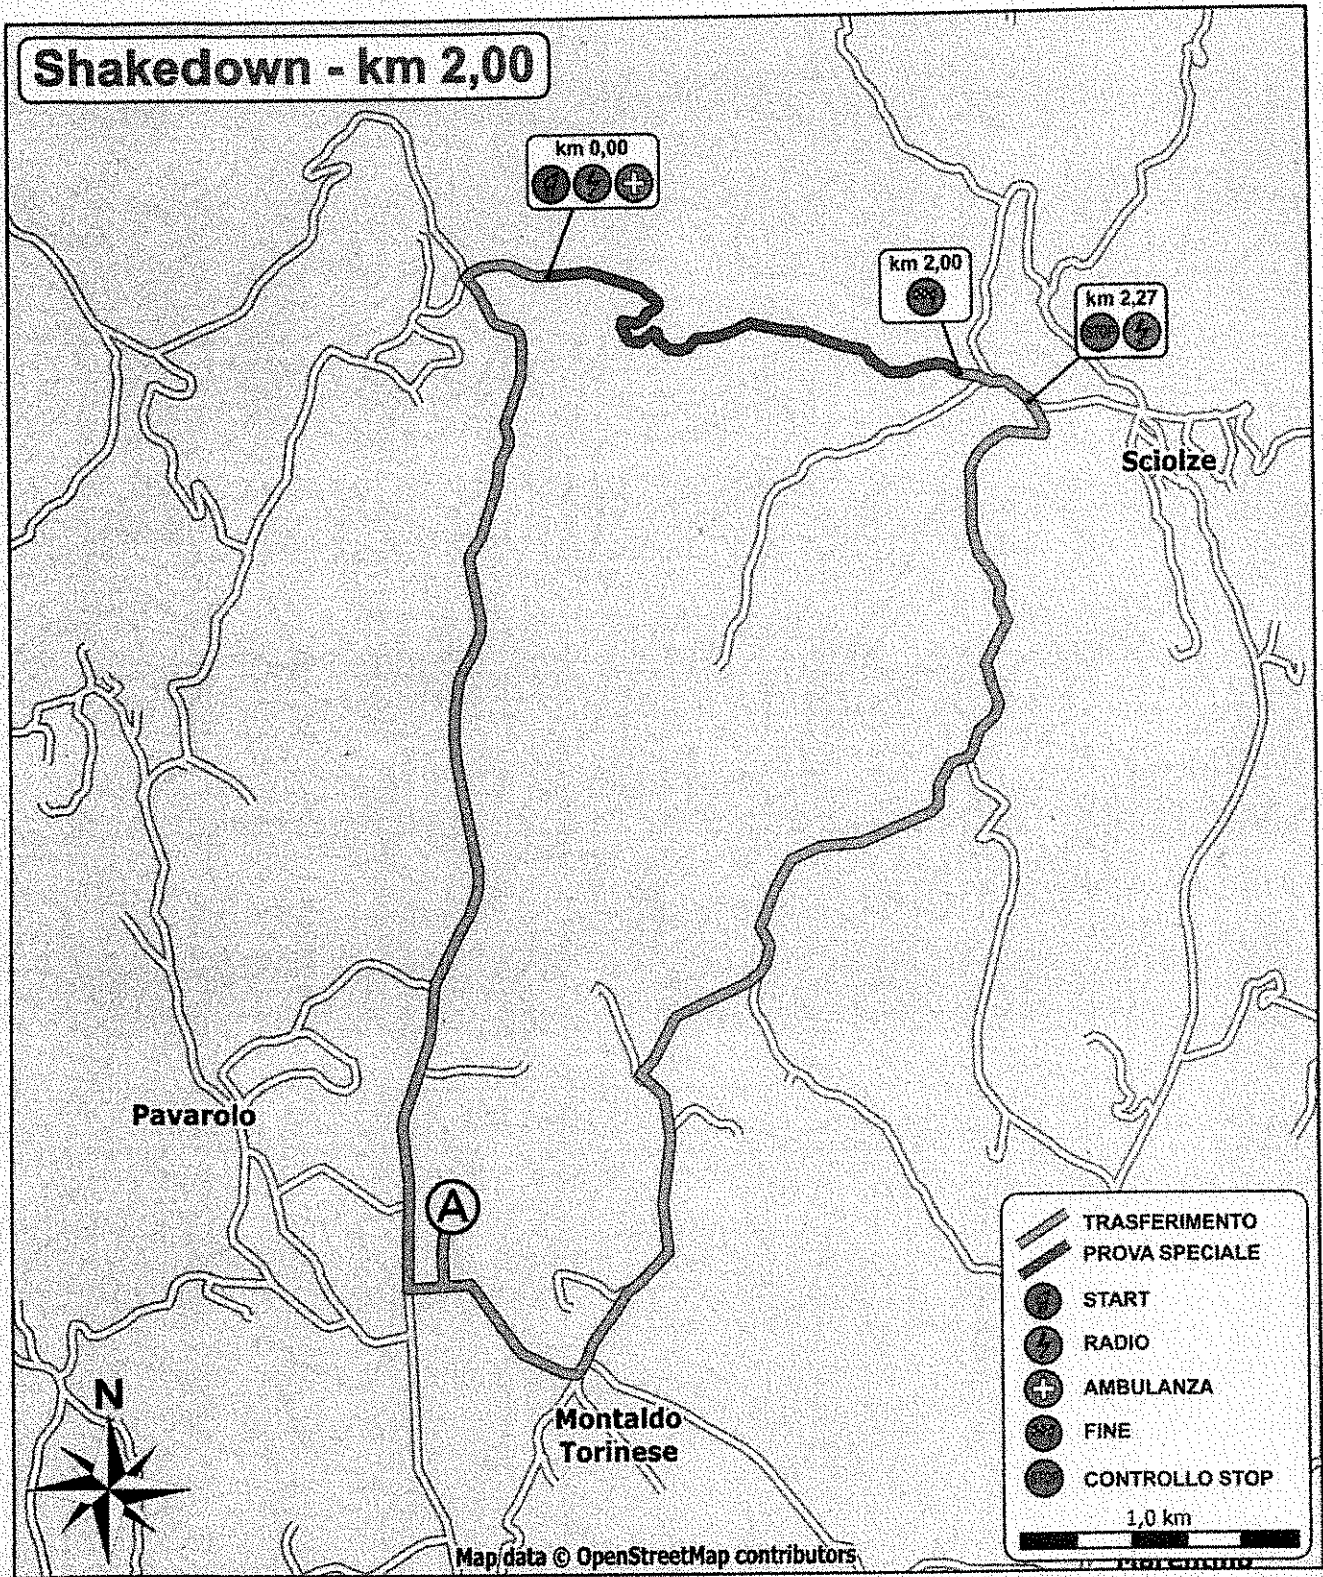 Shakedown - km 2,00
km 0,00
km 2,00
km 2,27
Sciolze
Pavarolo
A
TRASFERIMENTO
PROVA SPECIALE
START
RADIO
AMBULANZA
FINE
CONTROLLO STOP
1,0 km
N
Montaldo
Torinese
Map data © OpenStreetMap contributors